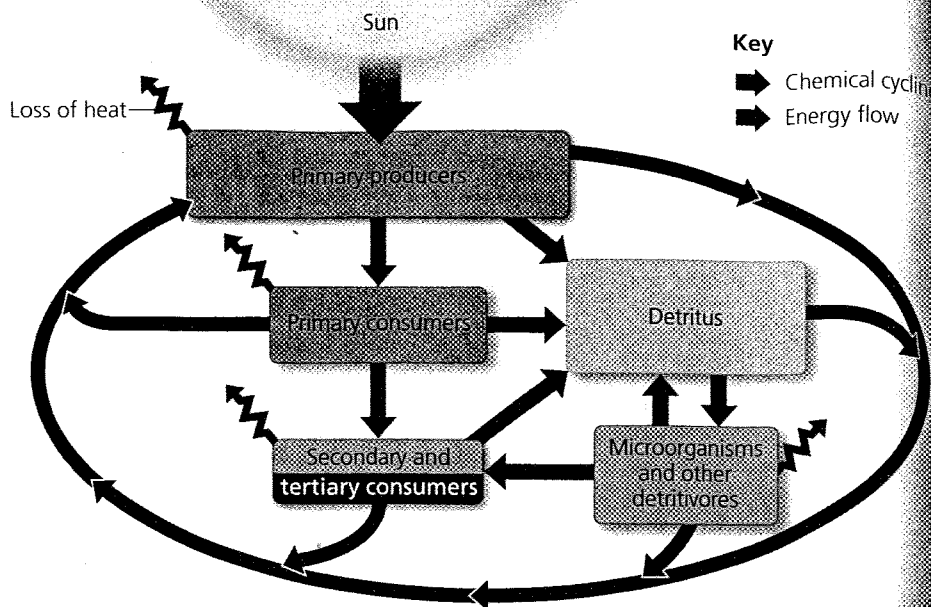 Sun
Key
Chemical cyclin
Energy flow
Loss of heat
Primary producers
Primary consumers
Detritus
Secondary and
tertiary consumers
Microorganisms
and other
detritivores